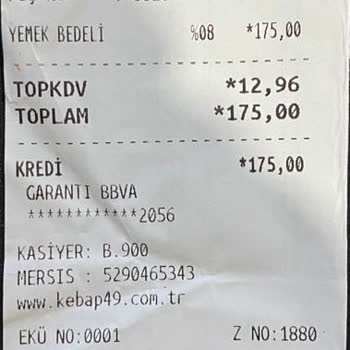 YEMEK BEDELİ %08 *175,00
TOPKDV *12,96
TOPLAM *175,00
KREDİ *175,00
GARANTI BBVA
************2056
KASİYER: B.900
MERSIS : 5290465343
www.kebap49.com.tr
EKÜ NO:0001 Z NO:1880